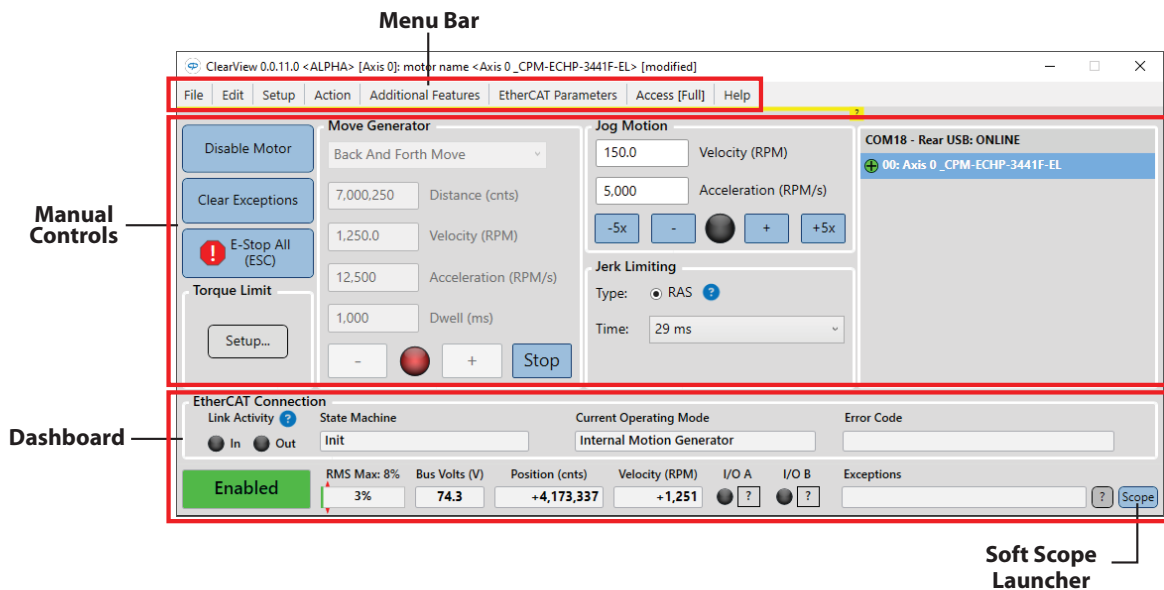 Menu Bar
ClearView 0.0.11.0 <ALPHA> [Axis 0]: motor name <Axis 0 _CPM-ECHP-3441F-EL> [modified]
File Edit Setup Action Additional Features EtherCAT Parameters Access [Full] Help
?
Manual
Controls
Disable Motor
Clear Exceptions
! E-Stop All
(ESC)
Torque Limit
Setup...
Move Generator
Back And Forth Move
7,000,250 Distance (cnts)
1,250.0 Velocity (RPM)
12,500 Acceleration (RPM/s)
1,000 Dwell (ms)
- + Stop
Jog Motion
150.0 Velocity (RPM)
5,000 Acceleration (RPM/s)
-5x - + +5x
Jerk Limiting
Type: RAS ?
Time: 29 ms
COM18 - Rear USB: ONLINE
00: Axis 0 _CPM-ECHP-3441F-EL
Dashboard
EtherCAT Connection
Link Activity ? State Machine Current Operating Mode Error Code
In Out Init Internal Motion Generator
Enabled
RMS Max: 8% Bus Volts (V) Position (cnts) Velocity (RPM) I/O A I/O B Exceptions
3% 74.3 +4,173,337 +1,251 ? ? ? Scope
Soft Scope
Launcher